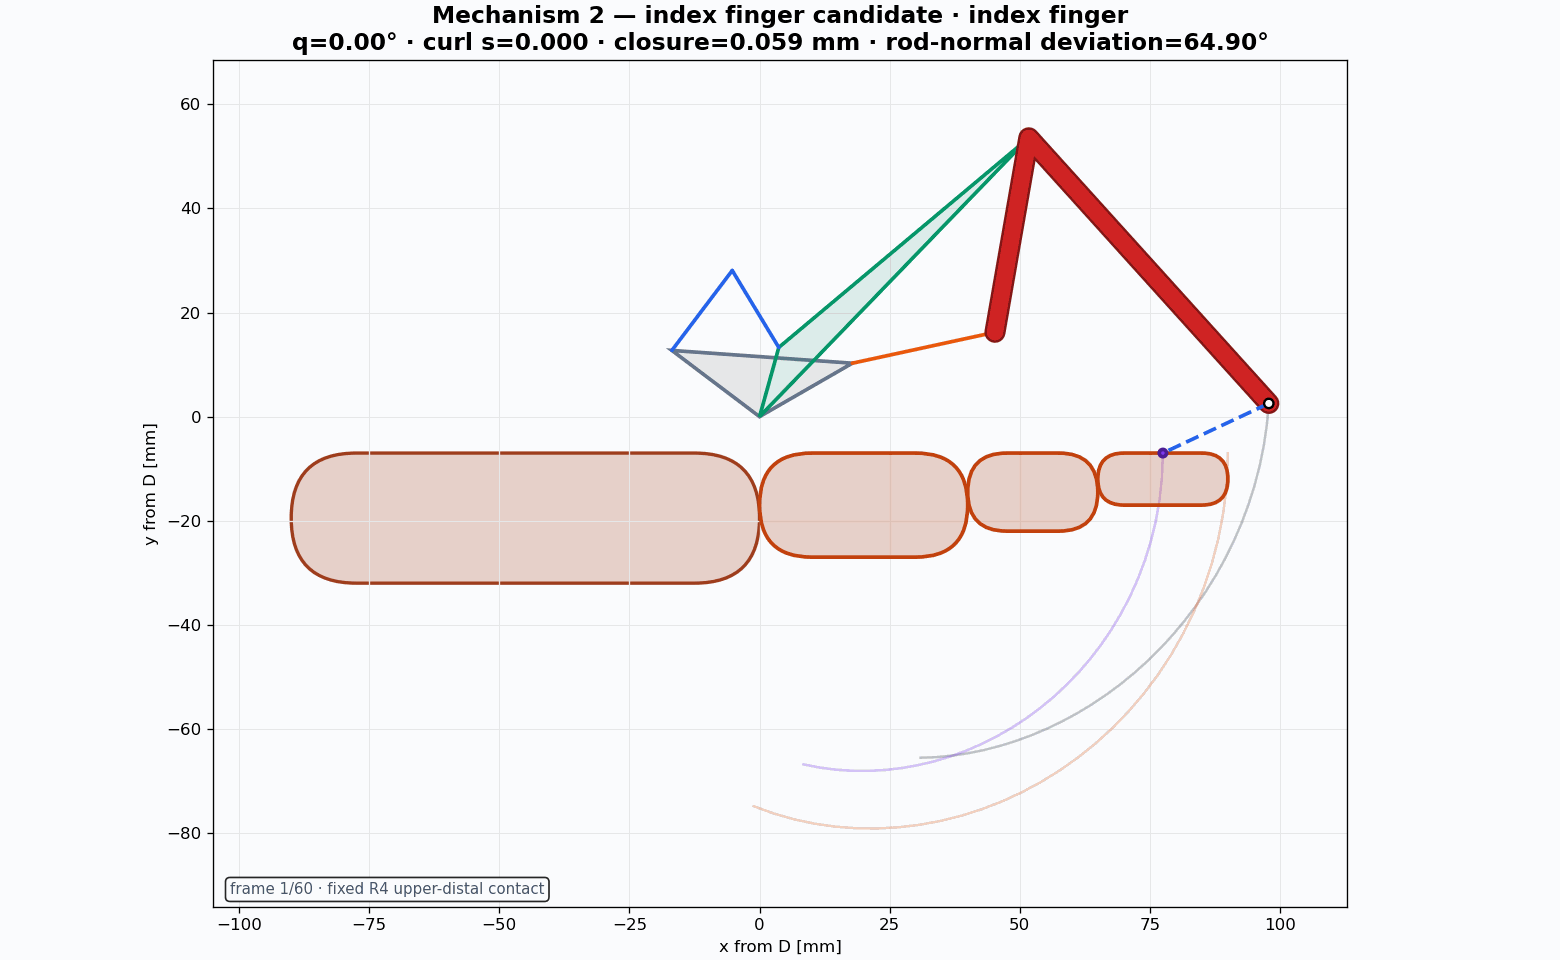 Mechanism 2 — index finger candidate · index finger
q=0.00° · curl s=0.000 · closure=0.059 mm · rod-normal deviation=64.90°
60
40
20
0
−20
−40
−60
−80
y from D [mm]
frame 1/60 · fixed R4 upper-distal contact
−100 −75 −50 −25 0 25 50 75 100
x from D [mm]